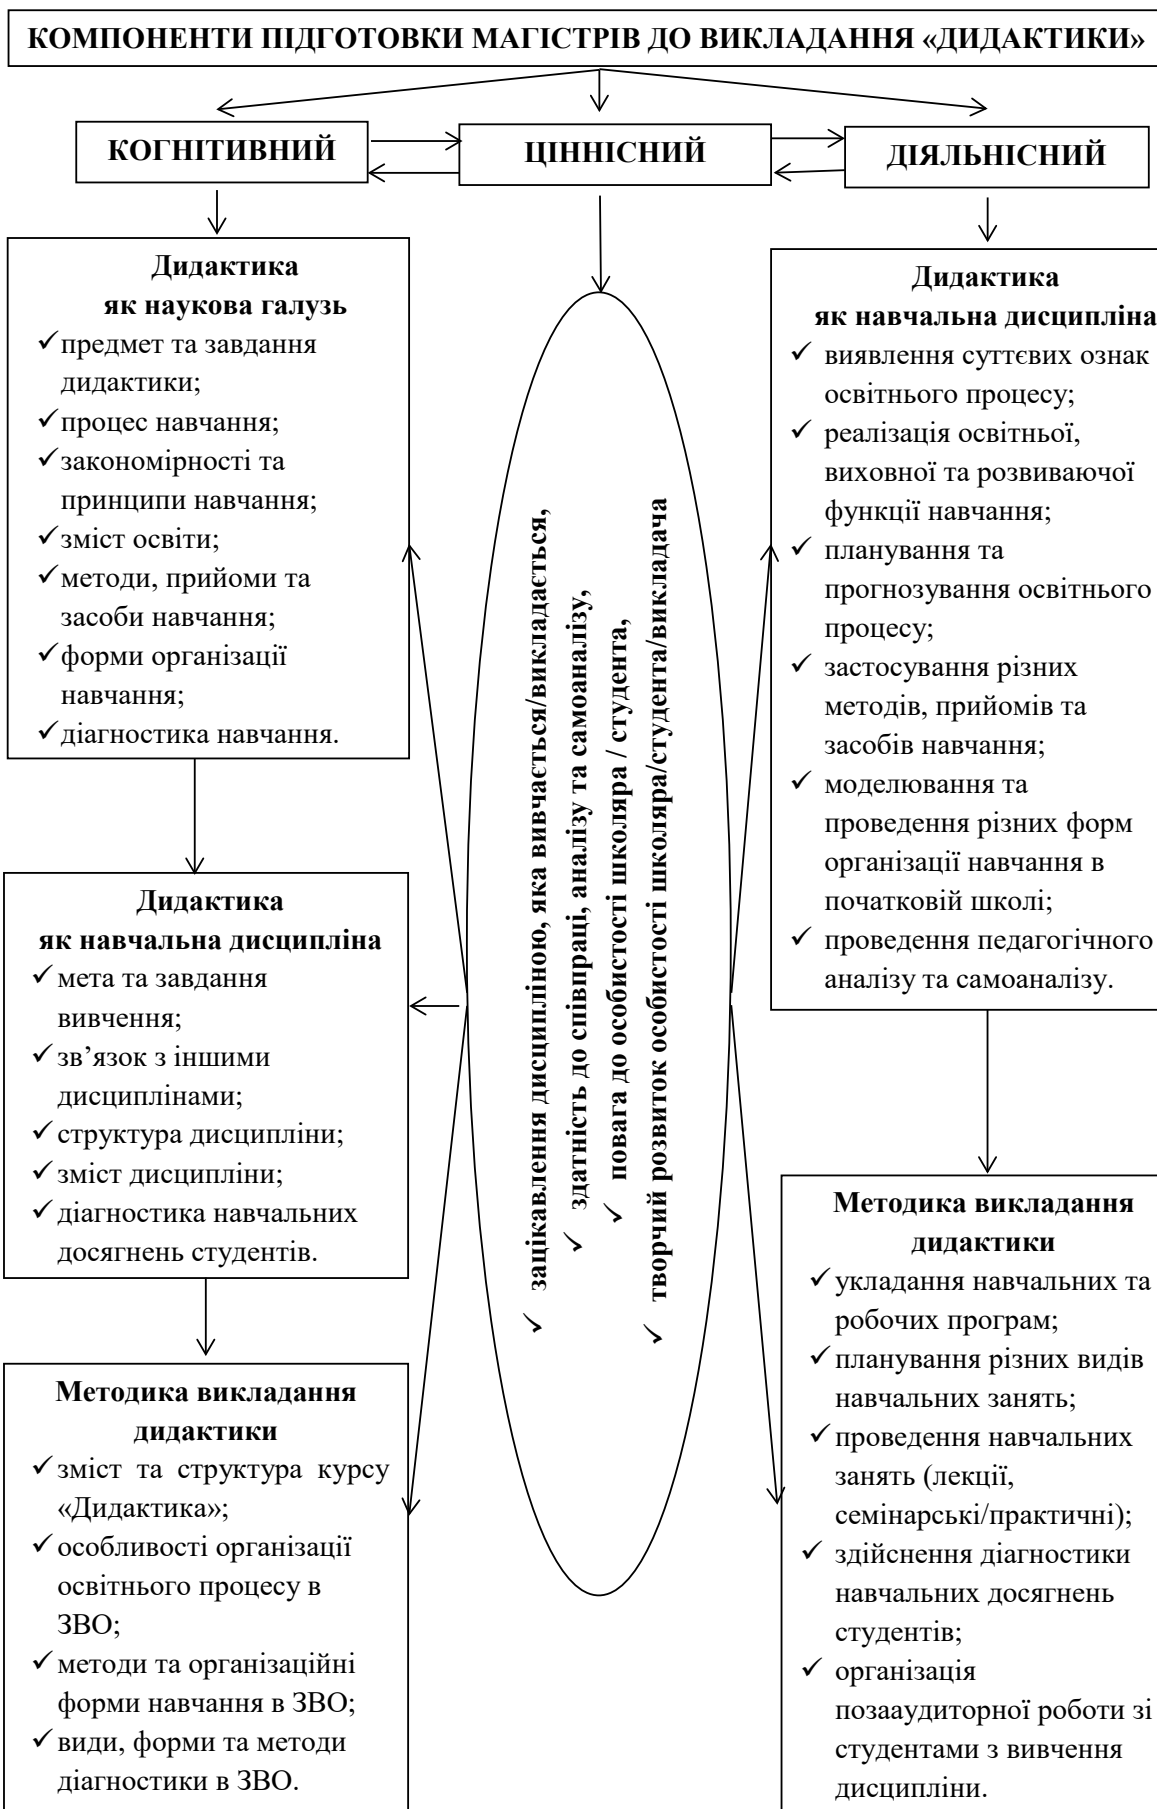 КОМПОНЕНТИ ПІДГОТОВКИ МАГІСТРІВ ДО ВИКЛАДАННЯ «ДИДАКТИКИ»
КОГНІТИВНИЙ
ЦІННІСНИЙ
ДІЯЛЬНІСНИЙ
Дидактика
як наукова галузь
✓предмет та завдання
дидактики;
✓процес навчання;
✓закономірності та
принципи навчання;
✓зміст освіти;
✓методи, прийоми та
засоби навчання;
✓форми організації
навчання;
✓діагностика навчання.
Дидактика
як навчальна дисципліна
✓мета та завдання
вивчення;
✓зв’язок з іншими
дисциплінами;
✓структура дисципліни;
✓зміст дисципліни;
✓діагностика навчальних
досягнень студентів.
Методика викладання
дидактики
✓зміст та структура курсу
«Дидактика»;
✓особливості організації
освітнього процесу в
ЗВО;
✓методи та організаційні
форми навчання в ЗВО;
✓види, форми та методи
діагностики в ЗВО.
✓ зацікавлення дисципліною, яка вивчається/викладається,
✓ здатність до співпраці, аналізу та самоаналізу,
✓ повага до особистості школяра / студента,
✓ творчий розвиток особистості школяра/студента/викладача
Дидактика
як навчальна дисципліна
✓ виявлення суттєвих ознак
освітнього процесу;
✓ реалізація освітньої,
виховної та розвиваючої
функції навчання;
✓ планування та
прогнозування освітнього
процесу;
✓ застосування різних
методів, прийомів та
засобів навчання;
✓ моделювання та
проведення різних форм
організації навчання в
початковій школі;
✓ проведення педагогічного
аналізу та самоаналізу.
Методика викладання
дидактики
✓укладання навчальних та
робочих програм;
✓планування різних видів
навчальних занять;
✓проведення навчальних
занять (лекції,
семінарські/практичні);
✓ здійснення діагностики
навчальних досягнень
студентів;
✓ організація
позааудиторної роботи зі
студентами з вивчення
дисципліни.